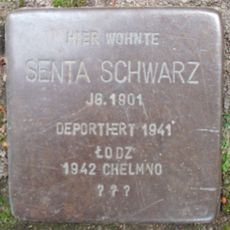 HIER WOHNTE
SENTA SCHWARZ
JG. 1901
DEPORTIERT 1941
ŁODZ
1942 CHELMNO
? ? ?